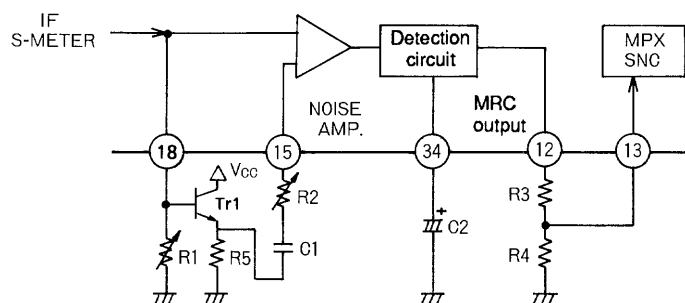 IF
S-METER
Detection
circuit
MPX
SNC
NOISE
AMP.
MRC
output
18
15
34
12
13
VCC
Tr1
R2
R3
R1
R5
C1
+
C2
R4